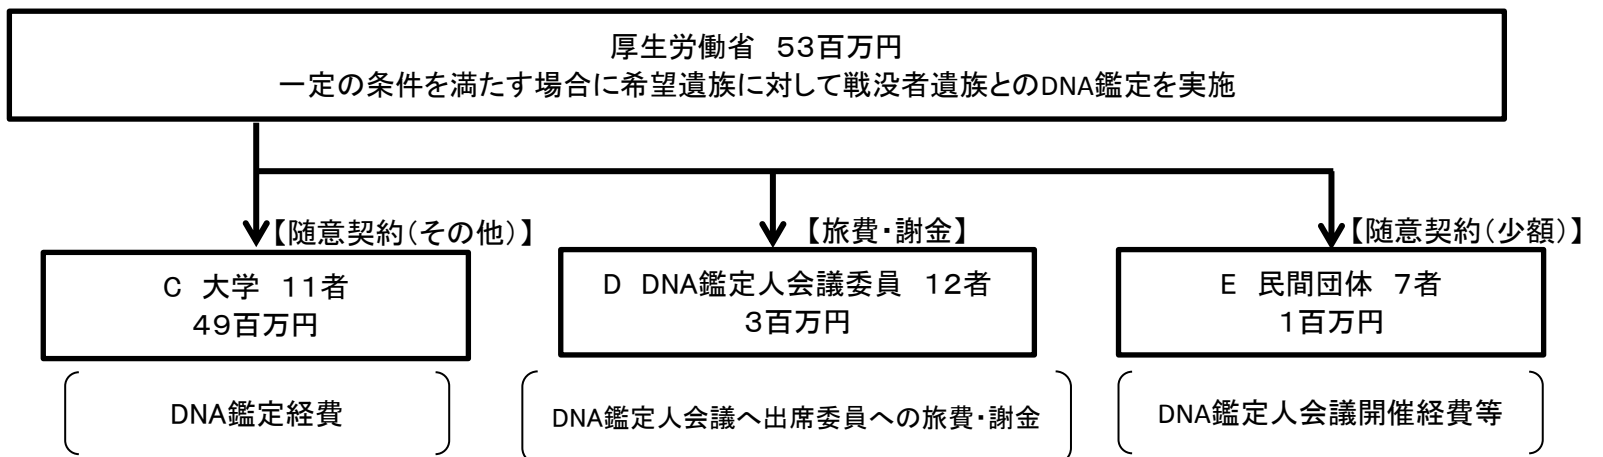 厚生労働省　５３百万円
一定の条件を満たす場合に希望遺族に対して戦没者遺族とのDNA鑑定を実施
【随意契約（その他）】
【旅費・謝金】
【随意契約（少額）】
C　大学　１１者
４９百万円
D　DNA鑑定人会議委員　１２者
３百万円
E　民間団体　７者
１百万円
DNA鑑定経費
DNA鑑定人会議へ出席委員への旅費・謝金
DNA鑑定人会議開催経費等